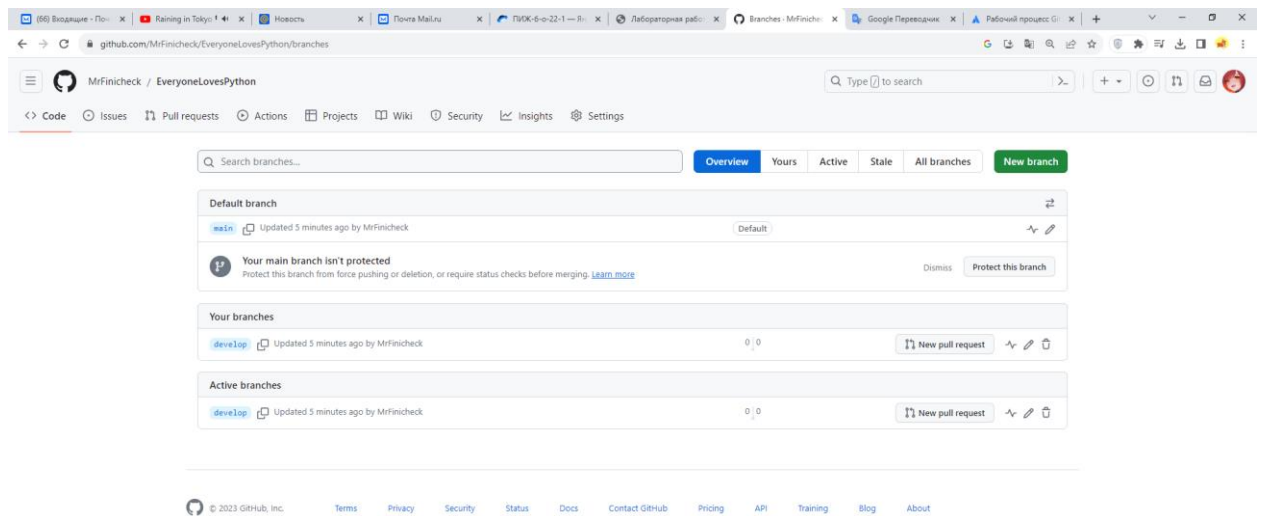 (66) Входящие - По
Raining in Tokyo
Новость
Почта Mail.ru
ПИЖ-б-о-22-1 — Я
Лабораторная рабо
Branches · MrFiniche
Google Переводчик
Рабочий процесс Gi
github.com/MrFinicheck/EveryoneLovesPython/branches
MrFinicheck / EveryoneLovesPython
Type / to search
<> Code Issues Pull requests Actions Projects Wiki Security Insights Settings
Search branches...
Overview Yours Active Stale All branches New branch
Default branch
main Updated 5 minutes ago by MrFinicheck Default
Your main branch isn't protected
Protect this branch from force pushing or deletion, or require status checks before merging. Learn more
Dismiss Protect this branch
Your branches
develop Updated 5 minutes ago by MrFinicheck 0 0 New pull request
Active branches
develop Updated 5 minutes ago by MrFinicheck 0 0 New pull request
© 2023 GitHub, Inc. Terms Privacy Security Status Docs Contact GitHub Pricing API Training Blog About